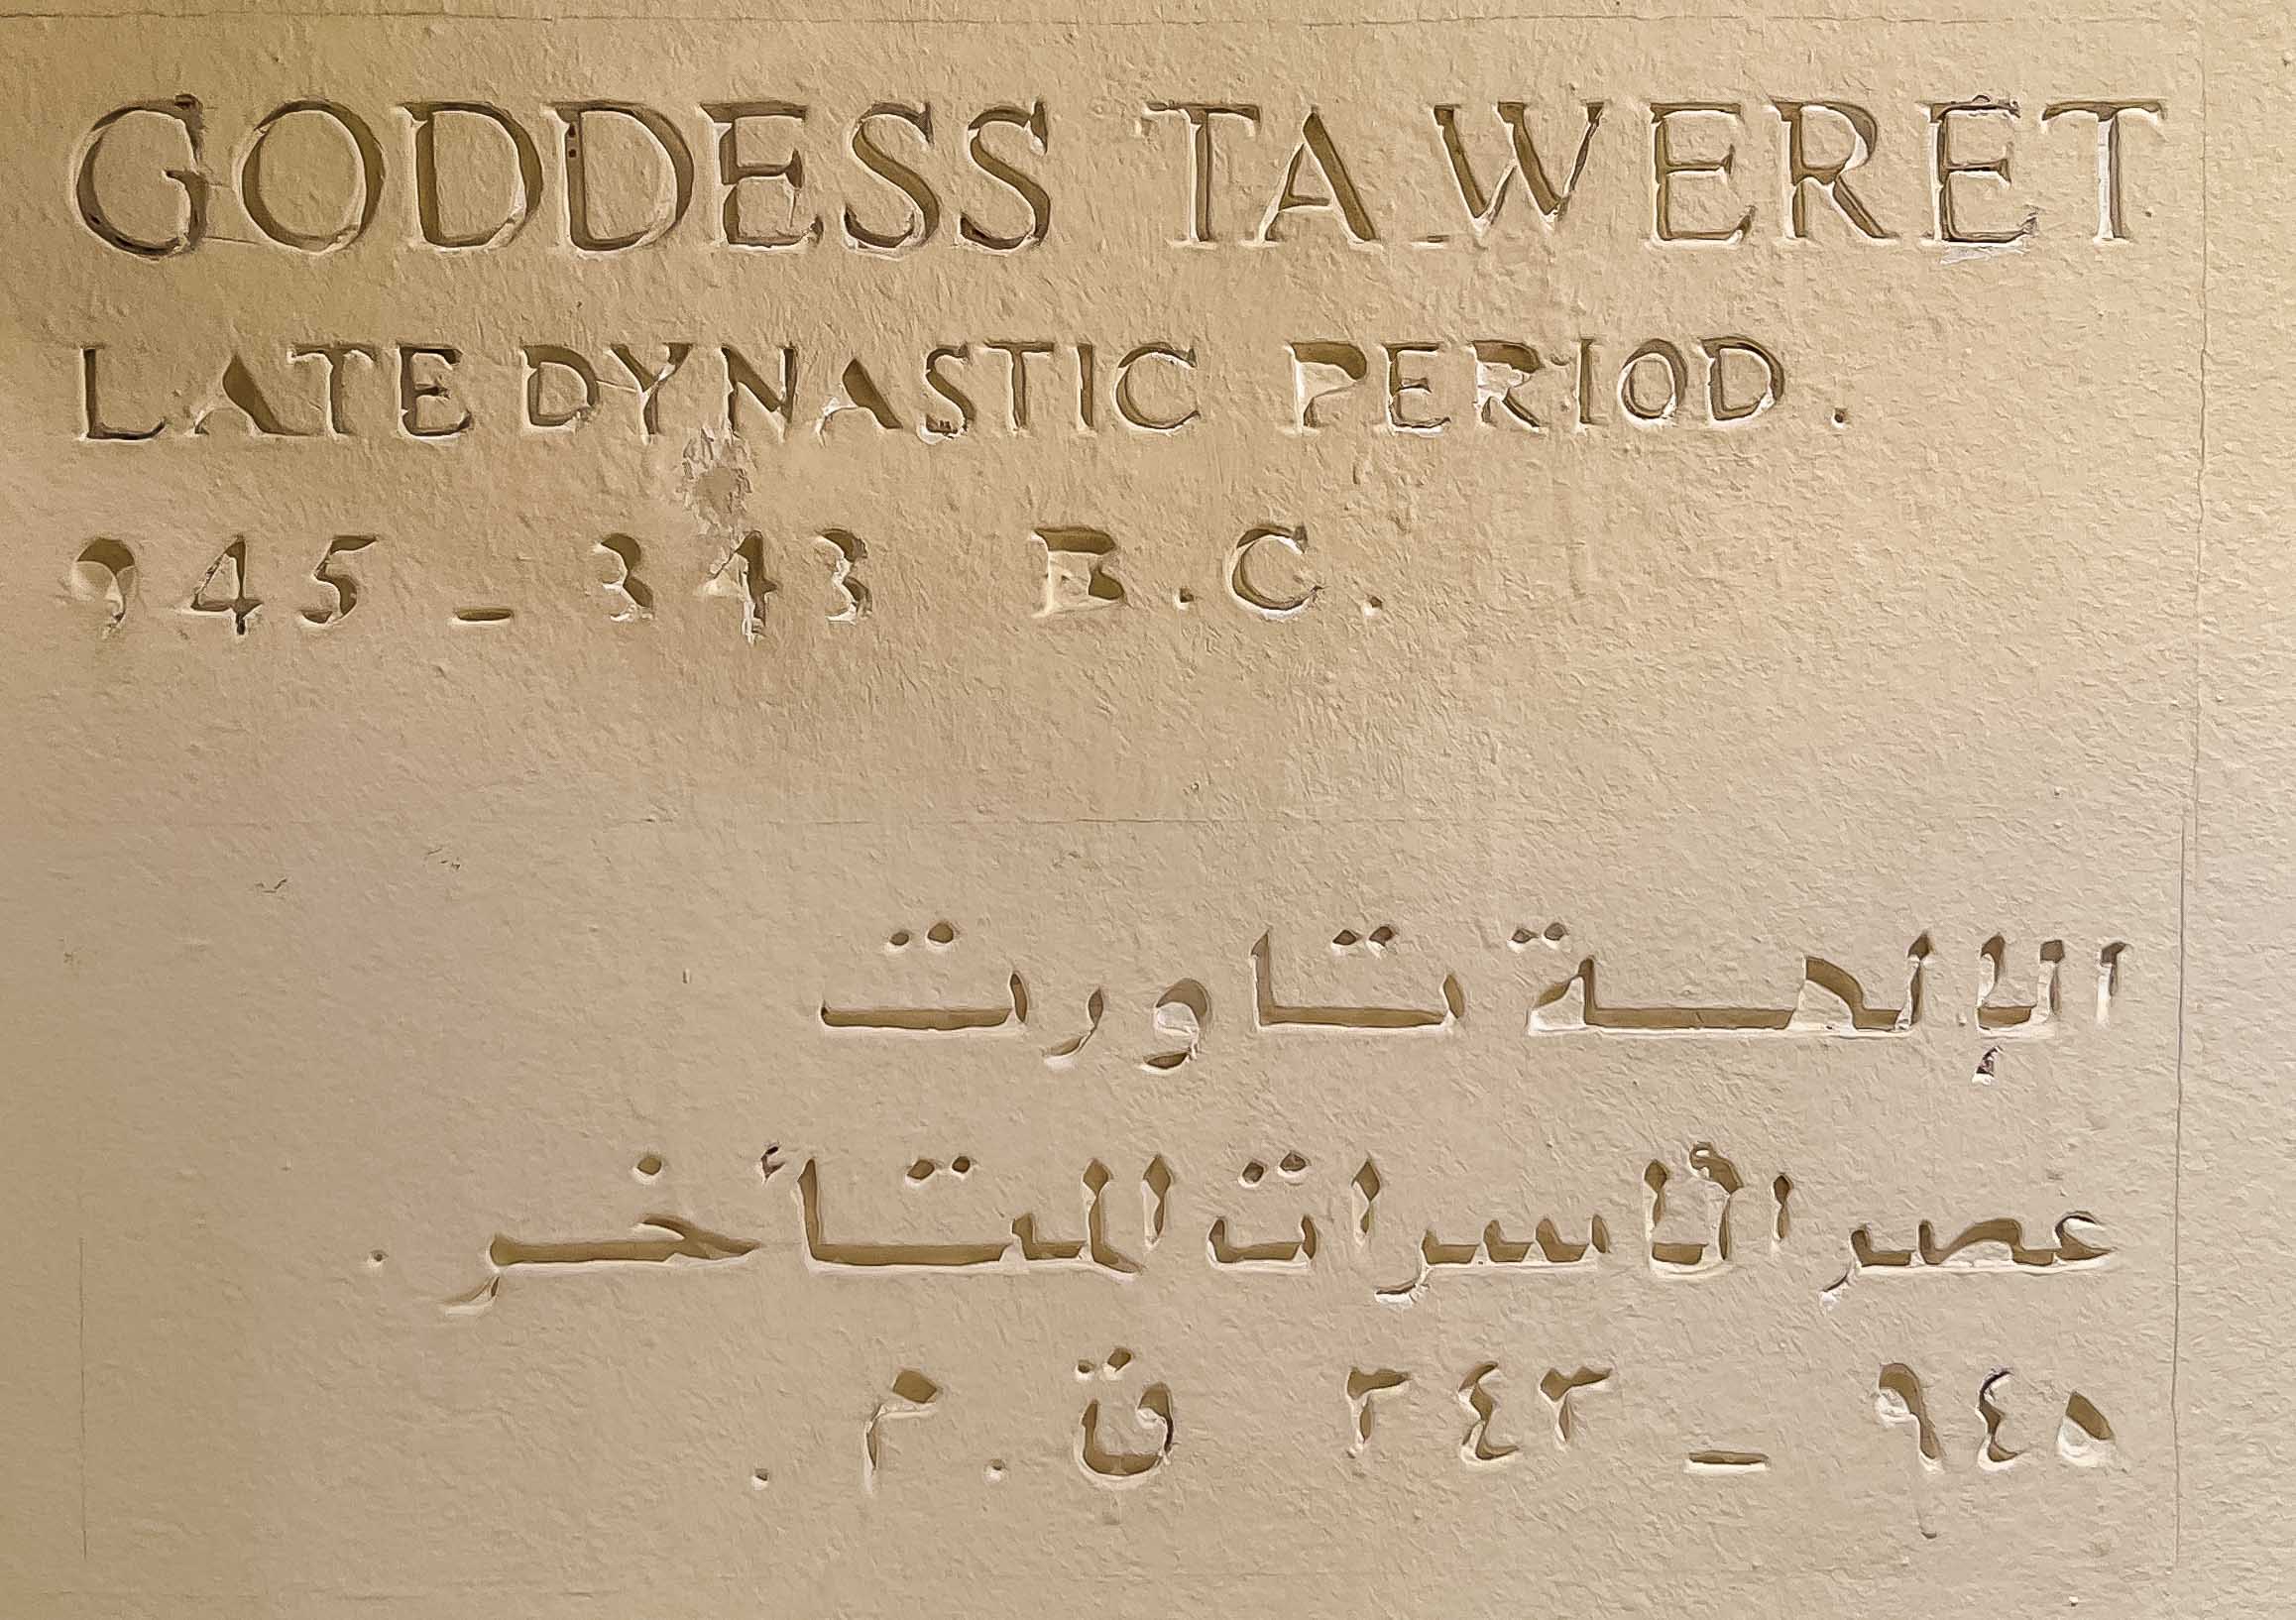 GODDESS TAWERET
LATE DYNASTIC PERIOD.
945 – 343 B.C.
الإلهة تاورت
عصر الأسرات المتأخر.
٩٤٥ – ٣٤٣ ق.م.